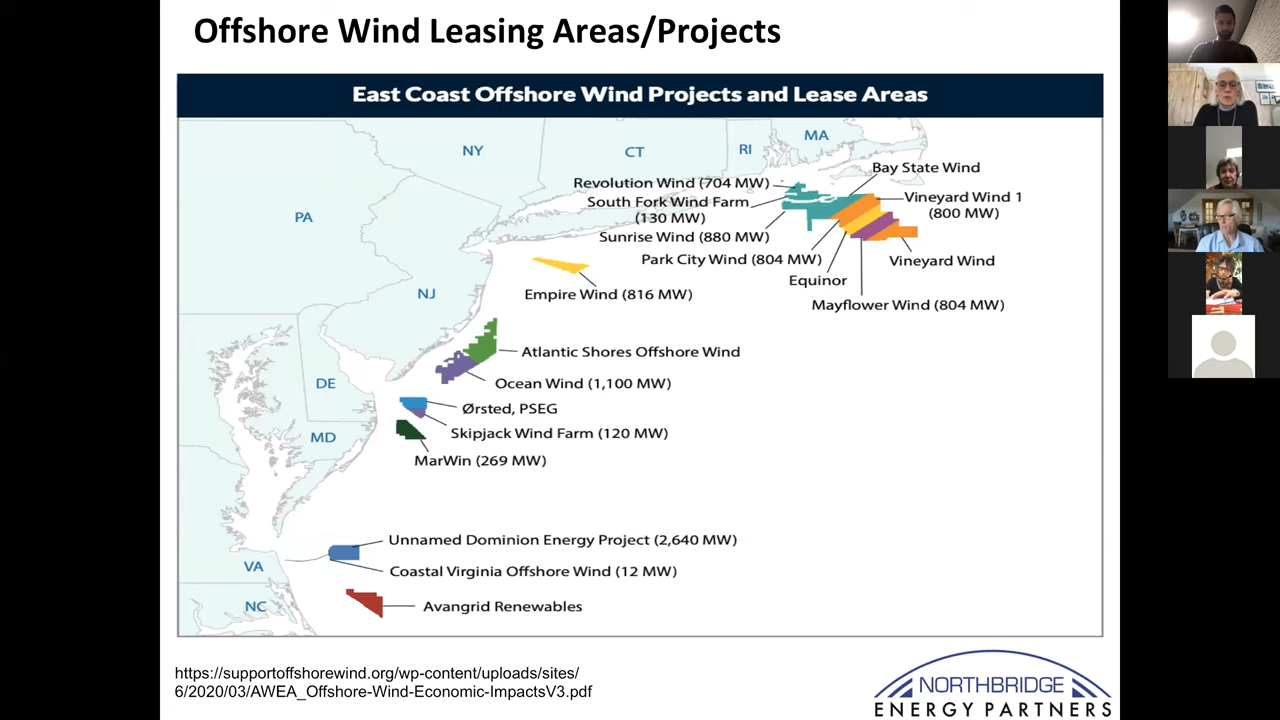 Offshore Wind Leasing Areas/Projects
East Coast Offshore Wind Projects and Lease Areas
NY
CT
RI
MA
PA
NJ
DE
MD
VA
NC
Bay State Wind
Revolution Wind (704 MW)
South Fork Wind Farm
(130 MW)
Vineyard Wind 1
(800 MW)
Sunrise Wind (880 MW)
Park City Wind (804 MW)
Vineyard Wind
Equinor
Mayflower Wind (804 MW)
Empire Wind (816 MW)
Atlantic Shores Offshore Wind
Ocean Wind (1,100 MW)
Ørsted, PSEG
Skipjack Wind Farm (120 MW)
MarWin (269 MW)
Unnamed Dominion Energy Project (2,640 MW)
Coastal Virginia Offshore Wind (12 MW)
Avangrid Renewables
https://supportoffshorewind.org/wp-content/uploads/sites/
6/2020/03/AWEA_Offshore-Wind-Economic-ImpactsV3.pdf
NORTHBRIDGE
ENERGY PARTNERS